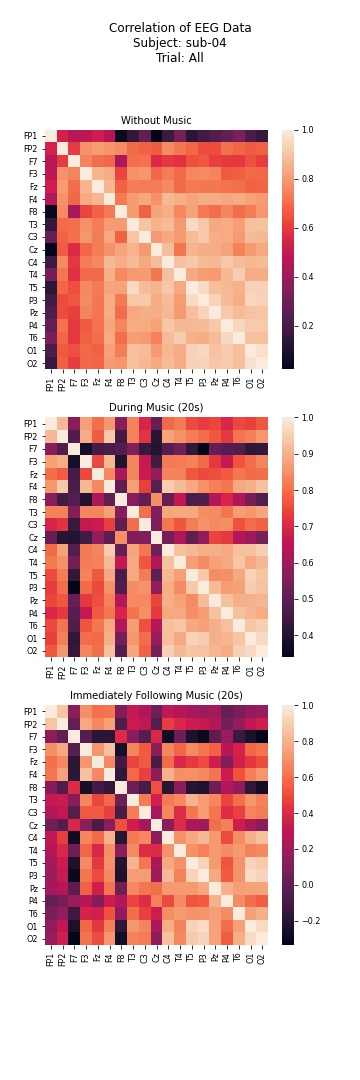 Correlation of EEG Data
Subject: sub-04
Trial: All
Without Music
FP1
FP2
F7
F3
Fz
F4
F8
T3
C3
Cz
C4
T4
T5
P3
Pz
P4
T6
O1
O2
FP1 FP2 F7 F3 Fz F4 F8 T3 C3 Cz C4 T4 T5 P3 Pz P4 T6 O1 O2
1.0
0.8
0.6
0.4
0.2
During Music (20s)
FP1
FP2
F7
F3
Fz
F4
F8
T3
C3
Cz
C4
T4
T5
P3
Pz
P4
T6
O1
O2
FP1 FP2 F7 F3 Fz F4 F8 T3 C3 Cz C4 T4 T5 P3 Pz P4 T6 O1 O2
1.0
0.9
0.8
0.7
0.6
0.5
0.4
Immediately Following Music (20s)
FP1
FP2
F7
F3
Fz
F4
F8
T3
C3
Cz
C4
T4
T5
P3
Pz
P4
T6
O1
O2
FP1 FP2 F7 F3 Fz F4 F8 T3 C3 Cz C4 T4 T5 P3 Pz P4 T6 O1 O2
1.0
0.8
0.6
0.4
0.2
0.0
−0.2